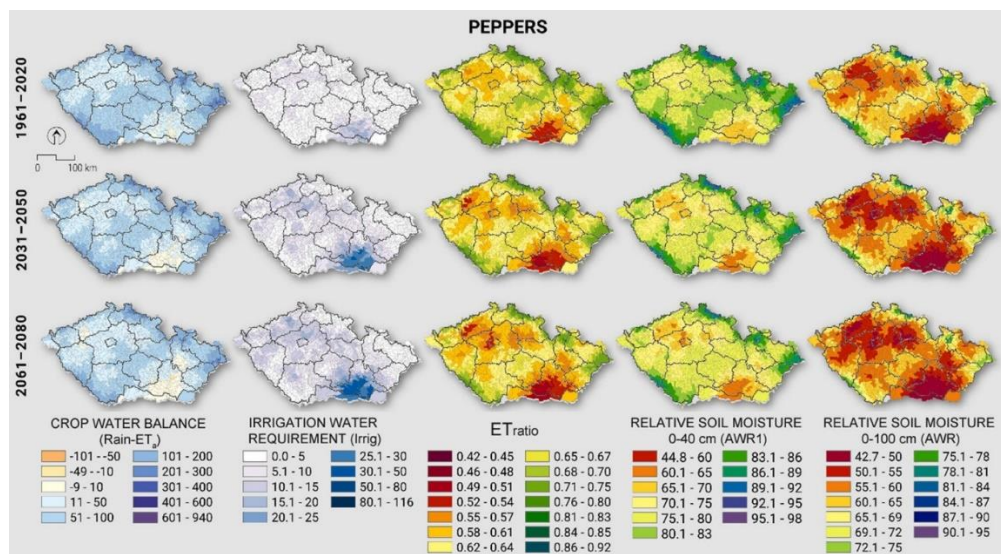 PEPPERS
1961–2020
0 100 km
2031–2050
2061–2080
CROP WATER BALANCE
(Rain-ETa)
-101 --50
-49 --10
-9 - 10
11 - 50
51 - 100
101 - 200
201 - 300
301 - 400
401 - 600
601 - 940
IRRIGATION WATER
REQUIREMENT (Irrig)
0.0 - 5
5.1 - 10
10.1 - 15
15.1 - 20
20.1 - 25
25.1 - 30
30.1 - 50
50.1 - 80
80.1 - 116
ETratio
0.42 - 0.45
0.46 - 0.48
0.49 - 0.51
0.52 - 0.54
0.55 - 0.57
0.58 - 0.61
0.62 - 0.64
0.65 - 0.67
0.68 - 0.70
0.71 - 0.75
0.76 - 0.80
0.81 - 0.83
0.84 - 0.85
0.86 - 0.92
RELATIVE SOIL MOISTURE
0-40 cm (AWR1)
44.8 - 60
60.1 - 65
65.1 - 70
70.1 - 75
75.1 - 80
80.1 - 83
83.1 - 86
86.1 - 89
89.1 - 92
92.1 - 95
95.1 - 98
RELATIVE SOIL MOISTURE
0-100 cm (AWR)
42.7 - 50
50.1 - 55
55.1 - 60
60.1 - 65
65.1 - 69
69.1 - 72
72.1 - 75
75.1 - 78
78.1 - 81
81.1 - 84
84.1 - 87
87.1 - 90
90.1 - 95